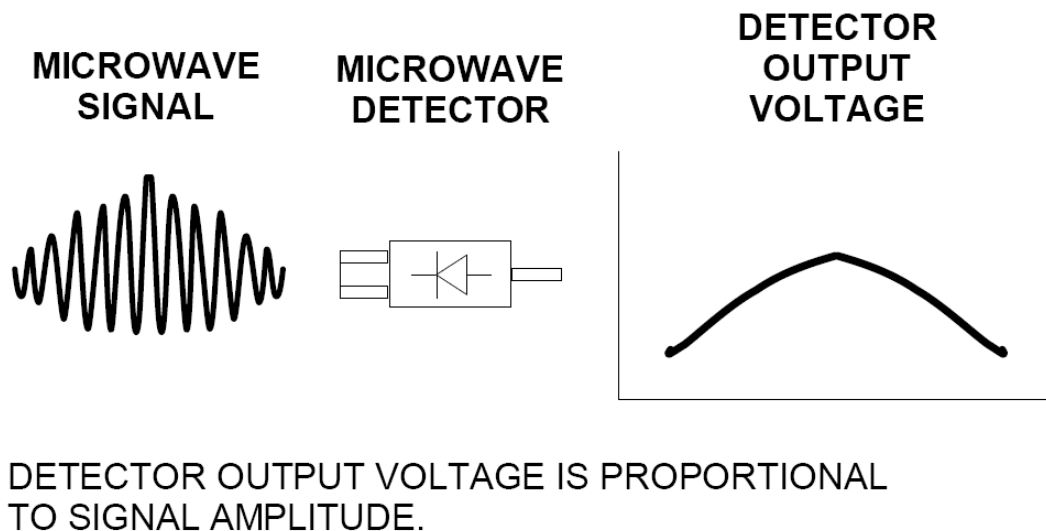 MICROWAVE
SIGNAL
MICROWAVE
DETECTOR
DETECTOR
OUTPUT
VOLTAGE
DETECTOR OUTPUT VOLTAGE IS PROPORTIONAL
TO SIGNAL AMPLITUDE.